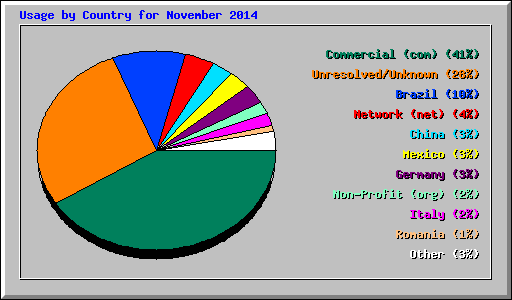 Usage by Country for November 2014
Commercial (com) (41%)
Unresolved/Unknown (28%)
Brazil (10%)
Network (net) (4%)
China (3%)
Mexico (3%)
Germany (3%)
Non-Profit (org) (2%)
Italy (2%)
Romania (1%)
Other (3%)